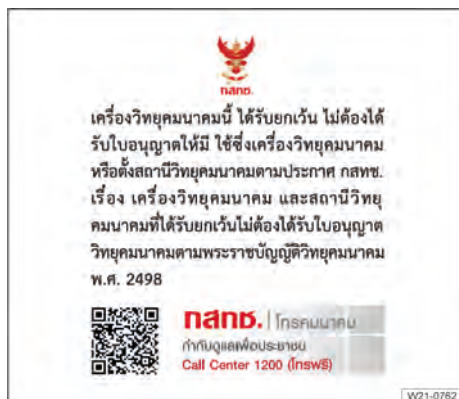 กสทช.
เครื่องวิทยุคมนาคมนี้ ได้รับยกเว้น ไม่ต้องได้
รับใบอนุญาตให้มี ใช้ซึ่งเครื่องวิทยุคมนาคม
หรือตั้งสถานีวิทยุคมนาคมตามประกาศ กสทช.
เรื่อง เครื่องวิทยุคมนาคม และสถานีวิทยุ
คมนาคมที่ได้รับยกเว้นไม่ต้องได้รับใบอนุญาต
วิทยุคมนาคมตามพระราชบัญญัติวิทยุคมนาคม
พ.ศ. 2498
กสทช. | โทรคมนาคม
กำกับดูแลเพื่อประชาชน
Call Center 1200 (โทรฟรี)
W21-0762